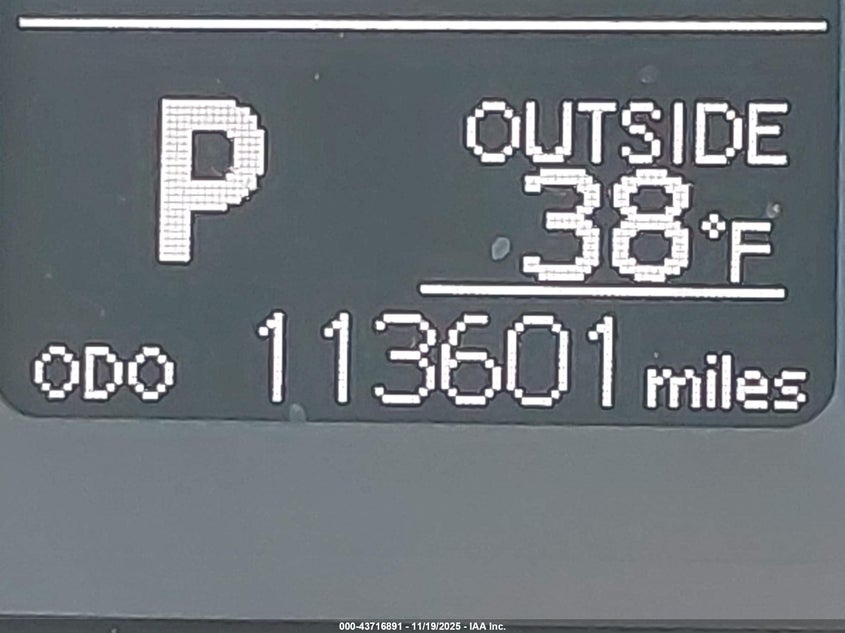 P
OUTSIDE
38°F
ODO 113601 miles
000-43716891 - 11/19/2025 - IAA Inc.